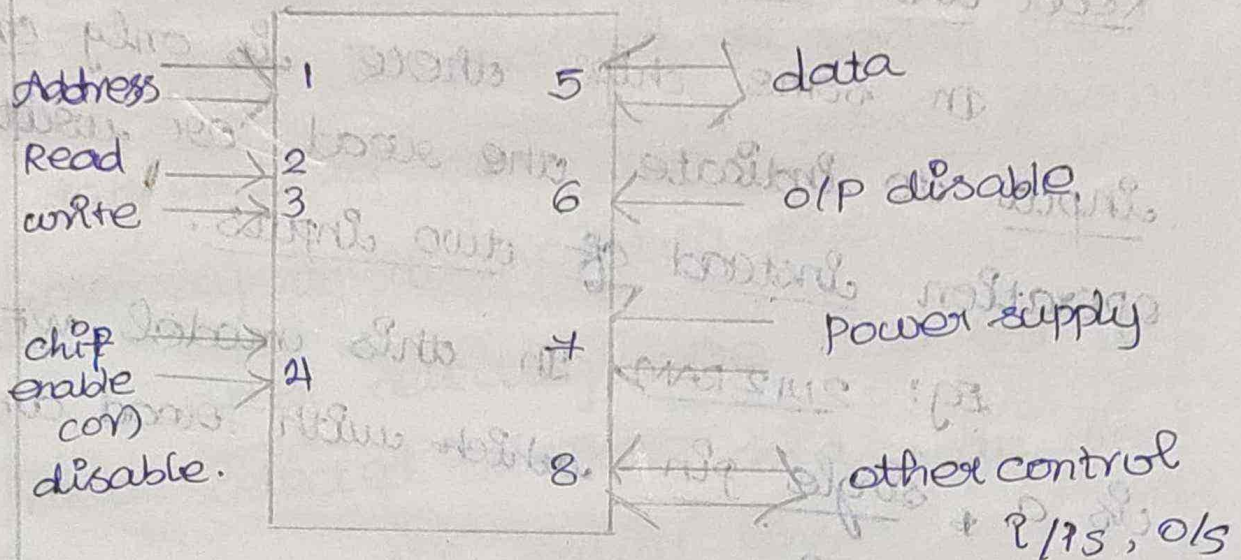 Address
Read
write
chip
enable
(or)
disable.
1
2
3
4
5
6
7
8.
data
o/p disable.
power supply
other control
i/ps, o/s